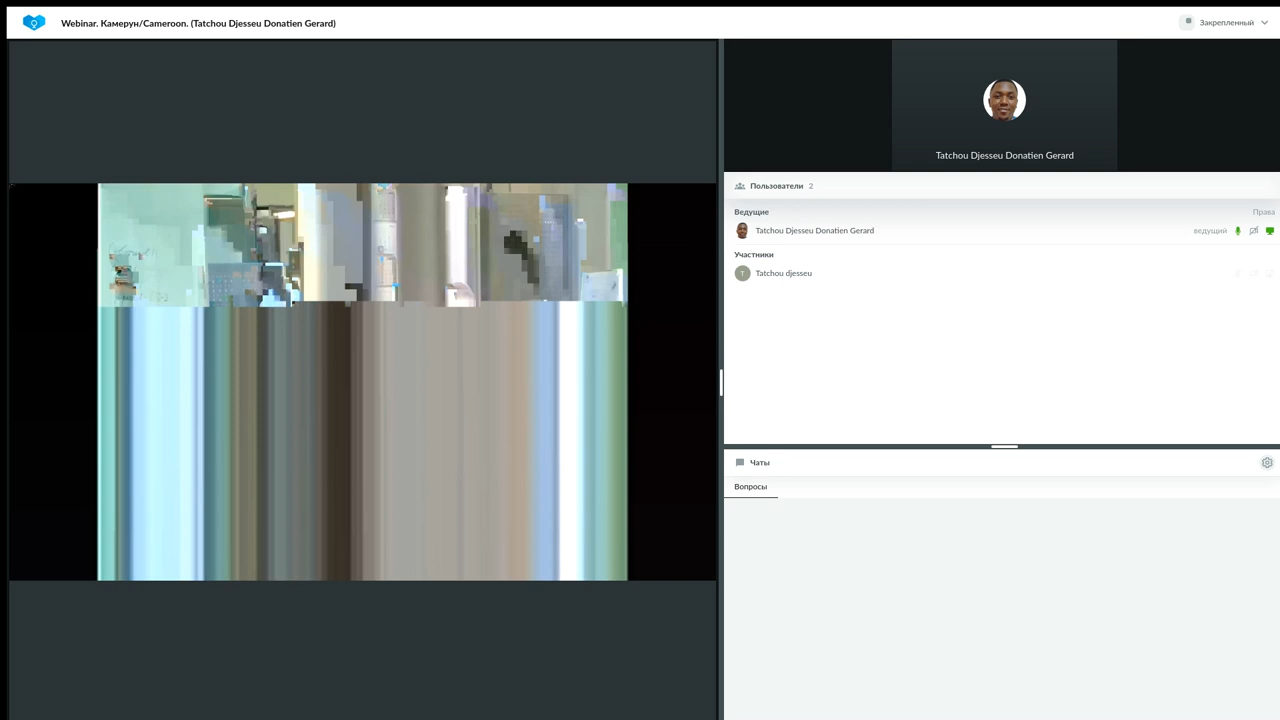 Webinar. Камерун/Cameroon. (Tatchou Djesseu Donatien Gerard)
Закрепленный
Tatchou Djesseu Donatien Gerard
Пользователи 2
Ведущие Права
Tatchou Djesseu Donatien Gerard ведущий
Участники
T Tatchou djesseu
Чаты
Вопросы